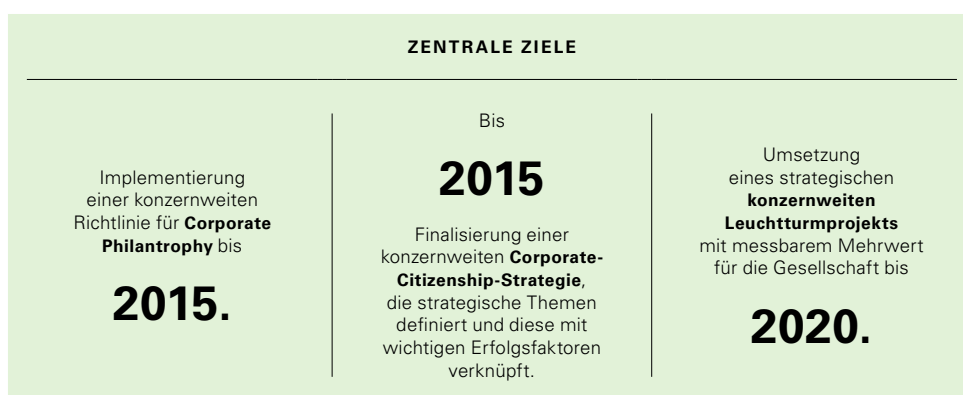 ZENTRALE ZIELE
Implementierung
einer konzernweiten
Richtlinie für Corporate
Philantrophy bis
2015.
Bis
2015
Finalisierung einer
konzernweiten Corporate-
Citizenship-Strategie,
die strategische Themen
definiert und diese mit
wichtigen Erfolgsfaktoren
verknüpft.
Umsetzung
eines strategischen
konzernweiten
Leuchtturmprojekts
mit messbarem Mehrwert
für die Gesellschaft bis
2020.